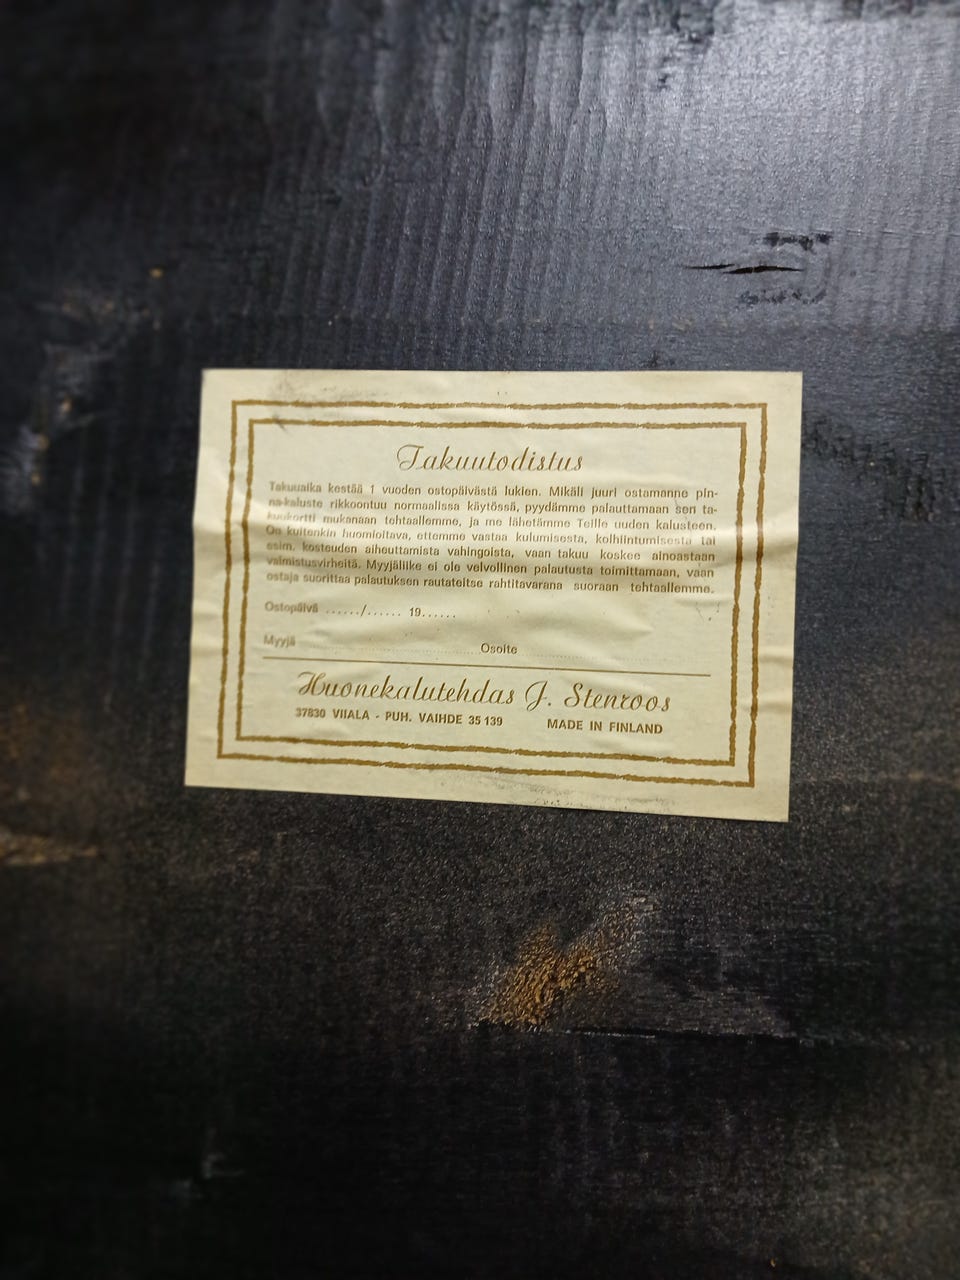 Takuutodistus
Takuuaika kestää 1 vuoden ostopäivästä lukien. Mikäli juuri ostamanne pin-
na-kaluste rikkoontuu normaalissa käytössä, pyydämme palauttamaan sen ta-
kuukortti mukanaan tehtaallemme, ja me lähetämme Teille uuden kalusteen.
On kuitenkin huomioitava, ettemme vastaa kulumisesta, kolhiintumisesta tai
esim. kosteuden aiheuttamista vahingoista, vaan takuu koskee ainoastaan
valmistusvirheitä. Myyjäliike ei ole velvollinen palautusta toimittamaan, vaan
ostaja suorittaa palautuksen rautateitse rahtitavarana suoraan tehtaallemme.
Ostopäivä ....../...... 19......
Myyjä ........................................ Osoite ........................................
Huonekalutehdas J. Stenroos
37830 VIIALA - PUH. VAIHDE 35 139 MADE IN FINLAND